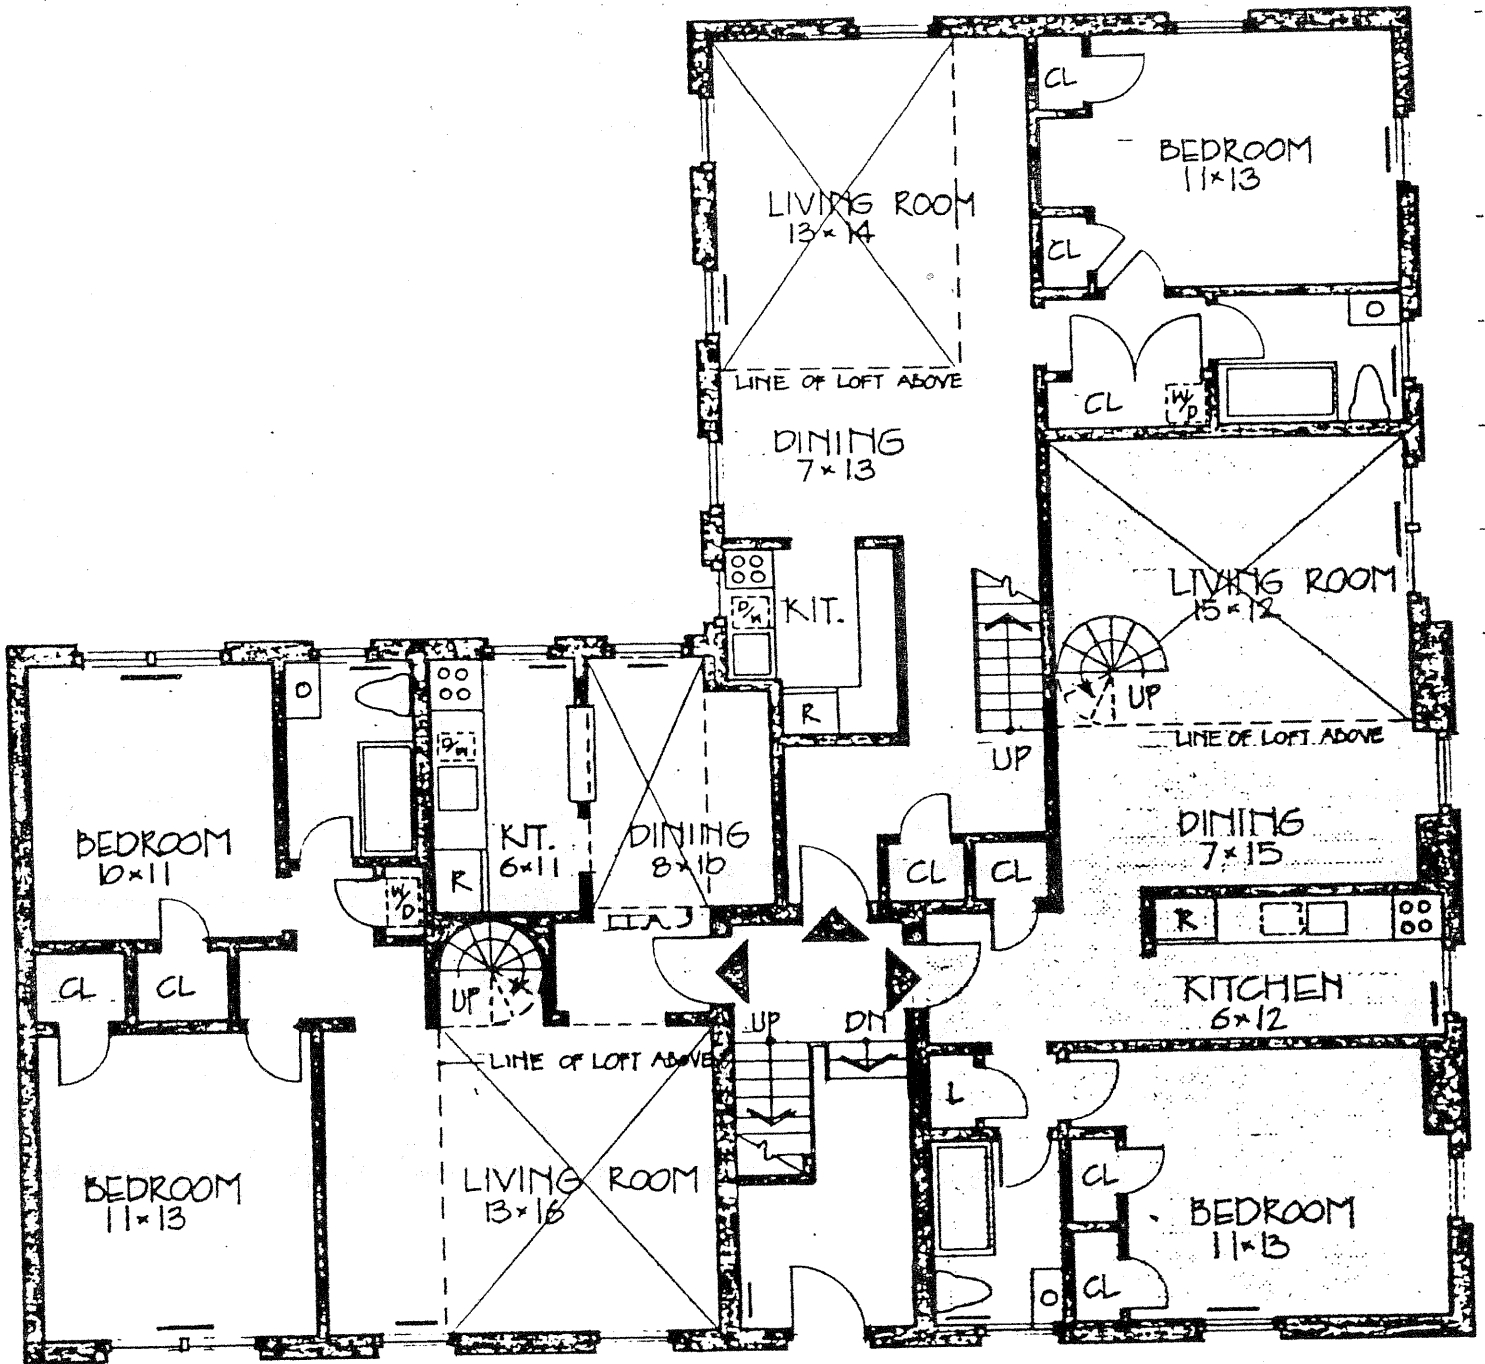 CL
BEDROOM
11×13
LIVING ROOM
13×14
CL
LINE OF LOFT ABOVE
CL
W/D
DINING
7×13
LIVING ROOM
15×12
D/W
KIT.
R
UP
UP
LINE OF LOFT ABOVE
D/W
BEDROOM
10×11
KIT.
6×11
DINING
8×10
DINING
7×15
R
W/D
CL
CL
R
CL
CL
UP
KITCHEN
6×12
UP
DN
LINE OF LOFT ABOVE
L
BEDROOM
11×13
LIVING ROOM
13×16
CL
BEDROOM
11×13
CL